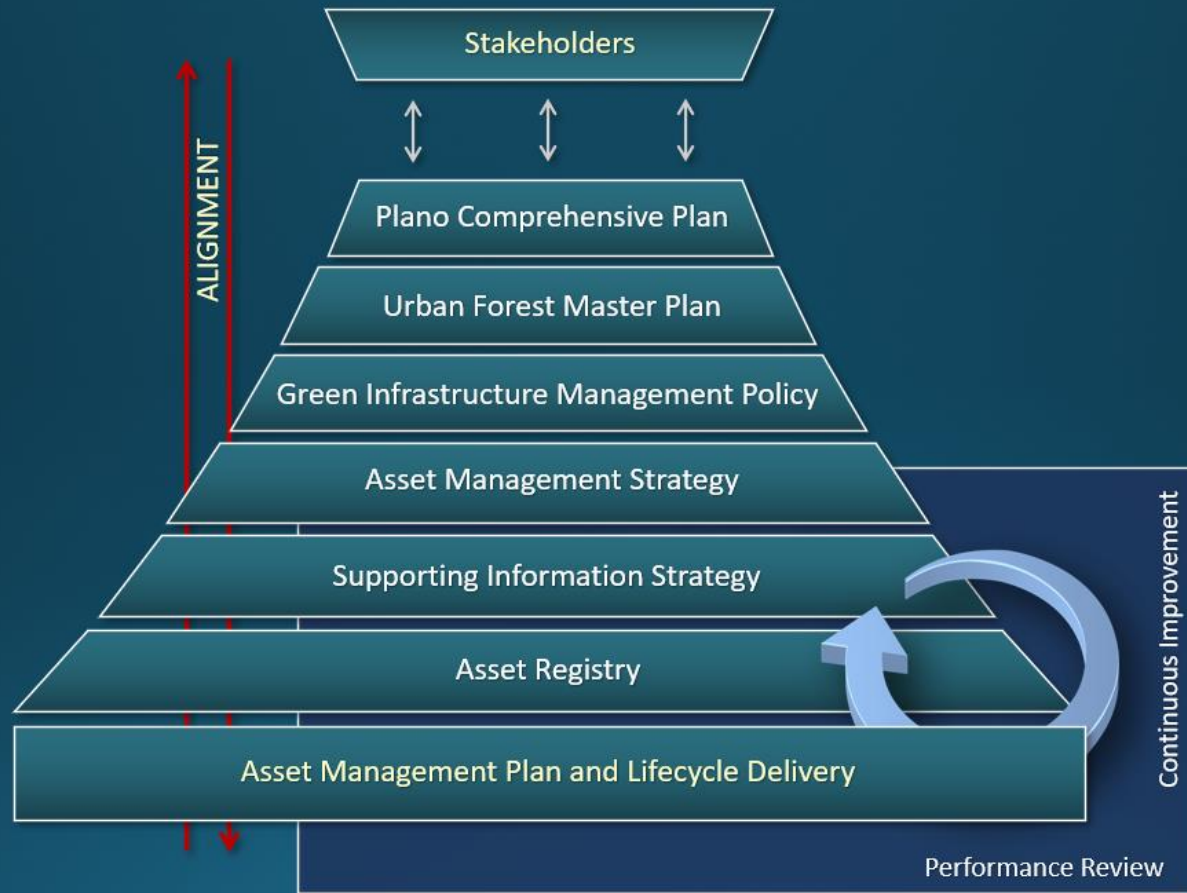 Stakeholders
ALIGNMENT
Plano Comprehensive Plan
Urban Forest Master Plan
Green Infrastructure Management Policy
Asset Management Strategy
Supporting Information Strategy
Asset Registry
Asset Management Plan and Lifecycle Delivery
Continuous Improvement
Performance Review